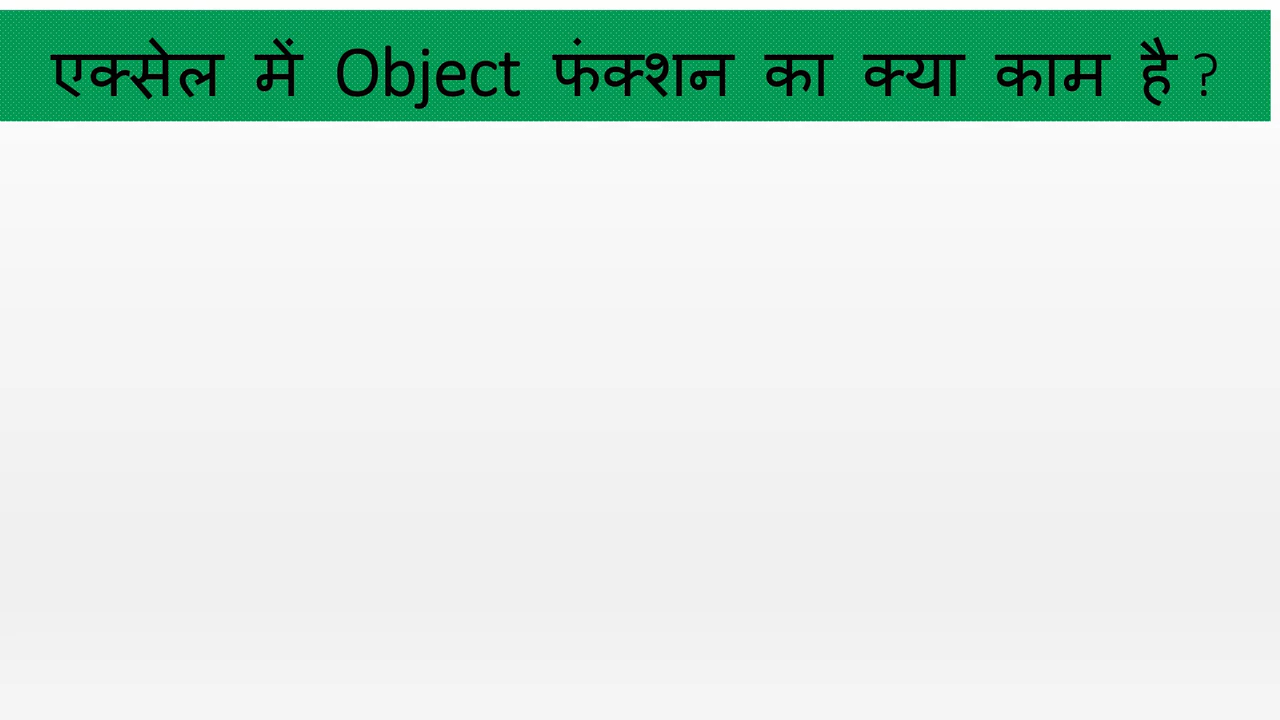 एक्सेल में Object फंक्शन का क्या काम है ?